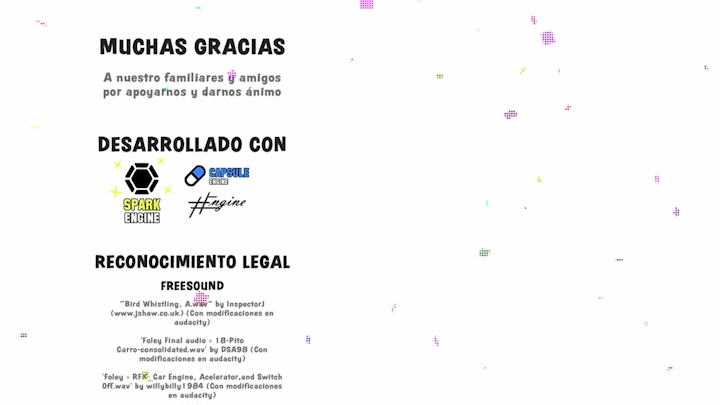 MUCHAS GRACIAS
A nuestro familiares y amigos
por apoyarnos y darnos ánimo
DESARROLLADO CON
SPARK
ENGINE
CAPSULE
ENGINE
#Engine
RECONOCIMIENTO LEGAL
FREESOUND
"Bird Whistling, A.wav" by InspectorJ
(www.jshaw.co.uk) (Con modificaciones en
audacity)
'Foley Final audio » 18-Pito
Carro-consolidated.wav' by DSA98 (Con
modificaciones en audacity)
'Foley » RFX_Car Engine, Acelerator,and Switch
Off.wav' by willybilly1984 (Con modificaciones
en audacity)